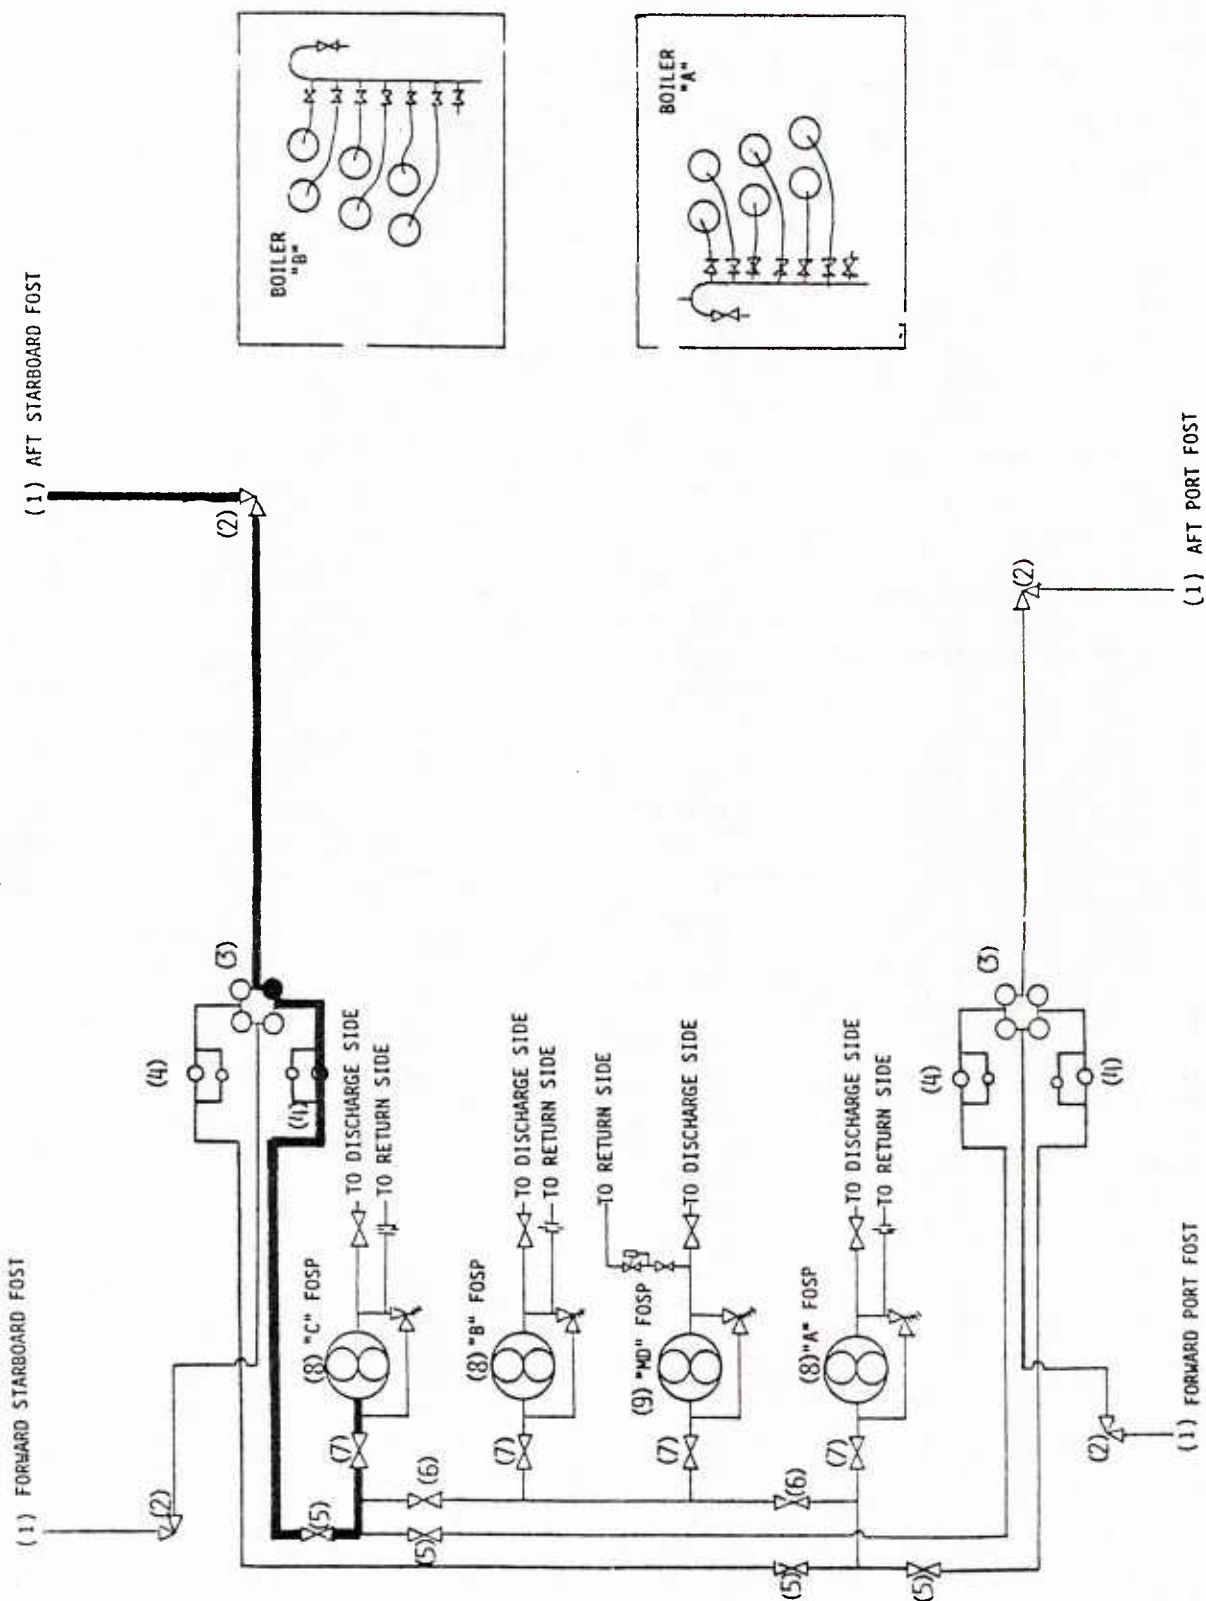 (1) AFT STARBOARD FOST
(1) FORWARD STARBOARD FOST
(1) AFT PORT FOST
(1) FORWARD PORT FOST
BOILER
"B"
BOILER
"A"
(2)
(2)
(2)
(2)
(3)
(3)
(4)
(4)
(4)
(4)
(5)
(5)
(5)
(5)
(6)
(6)
(7)
(7)
(7)
(7)
(8) "C" FOSP
TO DISCHARGE SIDE
TO RETURN SIDE
(8) "B" FOSP
TO DISCHARGE SIDE
TO RETURN SIDE
(9) "MD" FOSP
TO RETURN SIDE
TO DISCHARGE SIDE
(8) "A" FOSP
TO DISCHARGE SIDE
TO RETURN SIDE